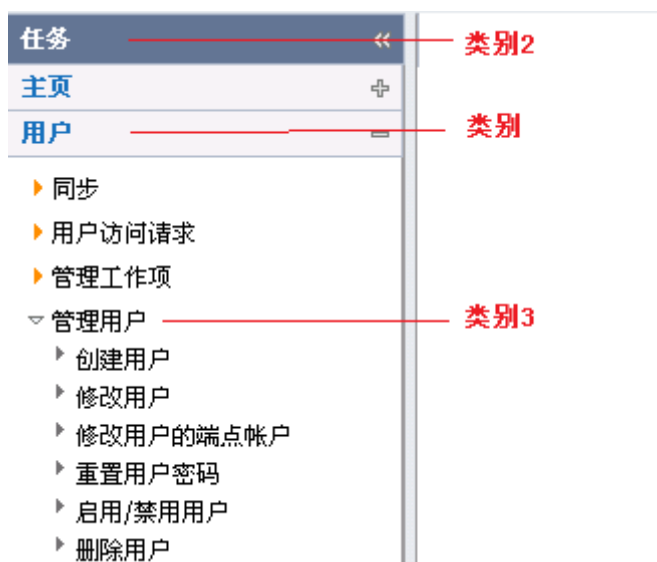 任务 « 类别2
主页
用户 类别
同步
用户访问请求
管理工作项
管理用户 类别3
创建用户
修改用户
修改用户的端点帐户
重置用户密码
启用/禁用用户
删除用户